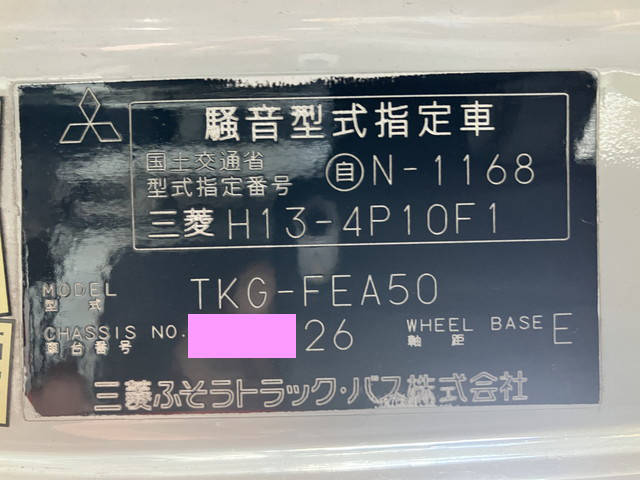 騒音型式指定車
国土交通省
型式指定番号 自 N-1168
三菱 H13-4P10F1
MODEL
型式 TKG-FEA50
CHASSIS NO. 26 WHEEL BASE E
車台番号 軸距
三菱ふそうトラック・バス株式会社